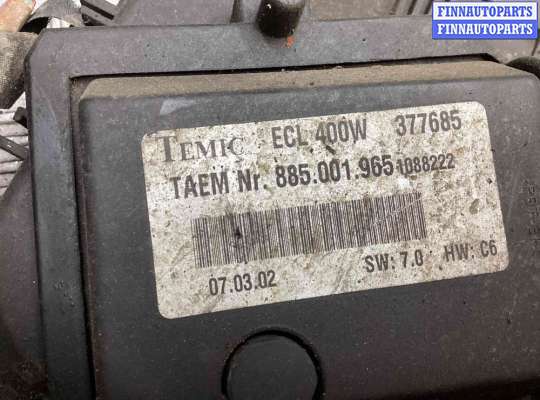 FINNAUTOPARTS
FINNAUTOPARTS
TEMIC ECL 400W 377685
TAEM Nr. 885.001.965 1088222
07.03.02 SW: 7.0 HW: C6